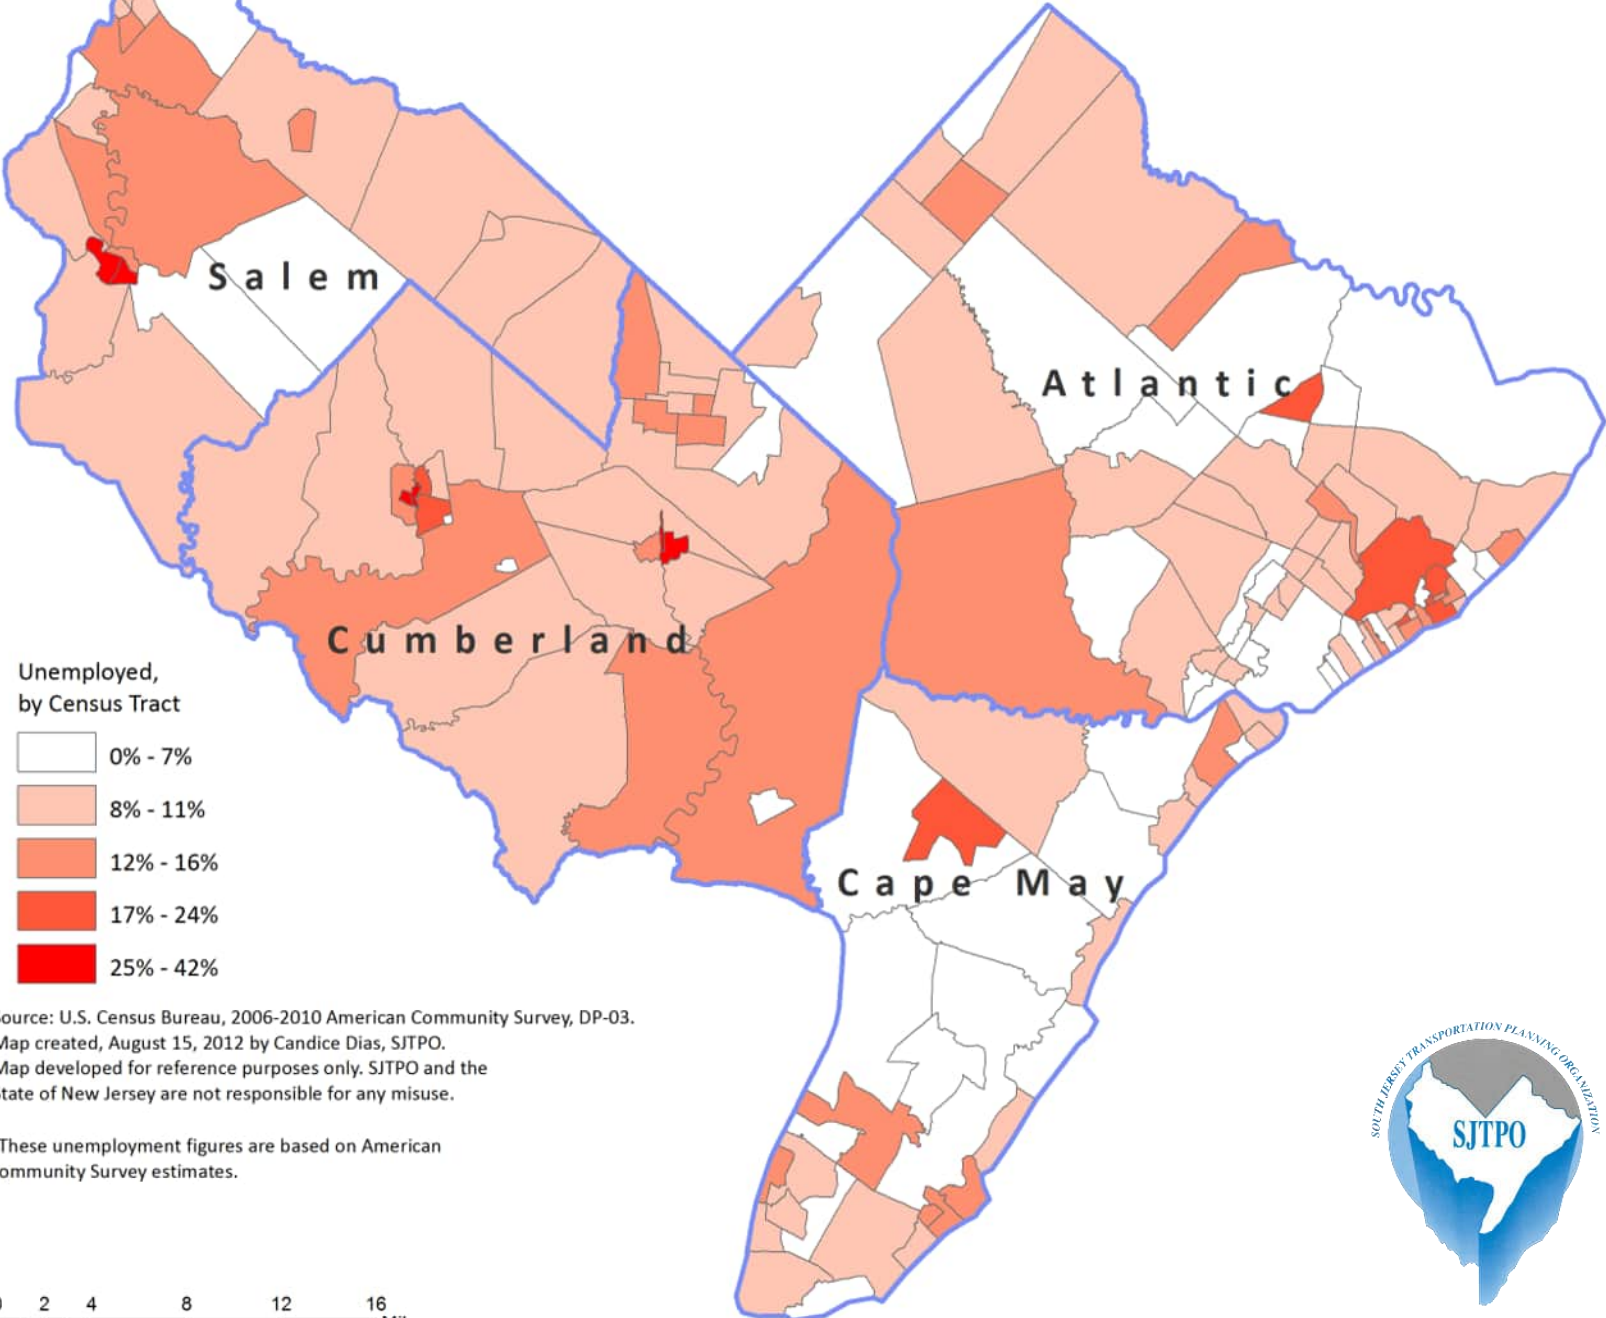 Salem
Atlantic
Cumberland
Cape May
Unemployed,
by Census Tract
0% - 7%
8% - 11%
12% - 16%
17% - 24%
25% - 42%
ource: U.S. Census Bureau, 2006-2010 American Community Survey, DP-03.
Map created, August 15, 2012 by Candice Dias, SJTPO.
Map developed for reference purposes only. SJTPO and the
tate of New Jersey are not responsible for any misuse.
These unemployment figures are based on American
ommunity Survey estimates.
2 4 8 12 16
SOUTH JERSEY TRANSPORTATION PLANNING ORGANIZATION
SJTPO